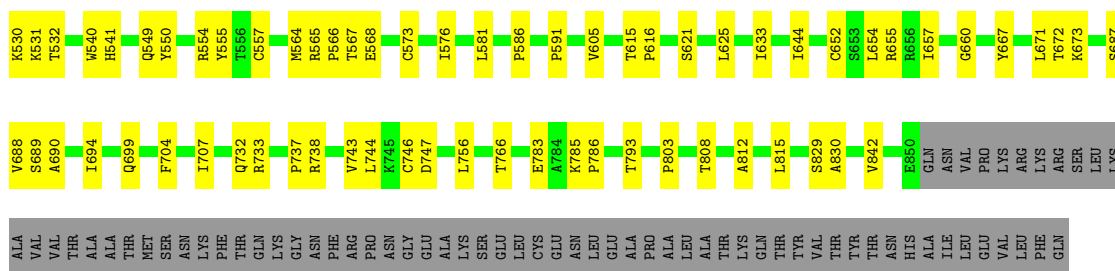 K530 K531 T532 W540 H541 Q549 Y550 R554 Y555 T556 C557 M564 R565 P566 T567 E568 C573 I576 L581 P586 P591 V605 T615 P616 S621 L625 I633 I644 C652 S653 L654 R655 R656 I657 G660 Y667 L671 T672 K673 S687
V688 S689 A690 I694 Q699 F704 I707 Q732 R733 P737 R738 V743 L744 K745 C746 D747 L756 T766 E783 A784 K785 P786 T793 P803 T808 A812 L815 S829 A830 V842 E850 GLN ASN VAL PRO LYS ARG LYS ARG SER LEU LYS
ALA VAL VAL THR ALA ALA THR MET SER ASN LYS PHE THR GLN LYS GLY ASN PHE ARG PRO ASN GLY GLU ALA LYS SER GLU LEU CYS GLU ASN LEU GLU ALA PRO ALA LEU ALA THR LYS GLN THR TYR VAL THR TYR THR ASN HIS ALA ILE LEU GLU VAL LEU PHE GLN